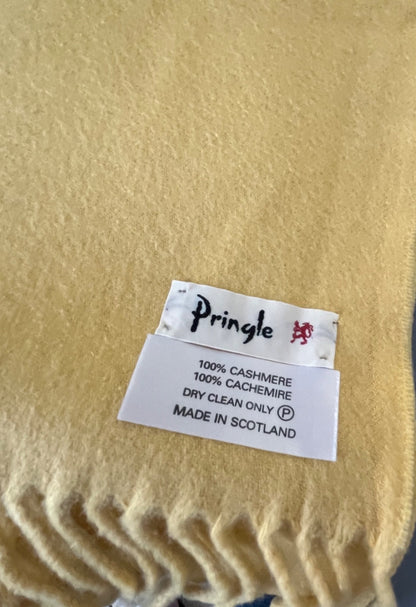 Pringle
100% CASHMERE
100% CACHEMIRE
DRY CLEAN ONLY Ⓟ
MADE IN SCOTLAND